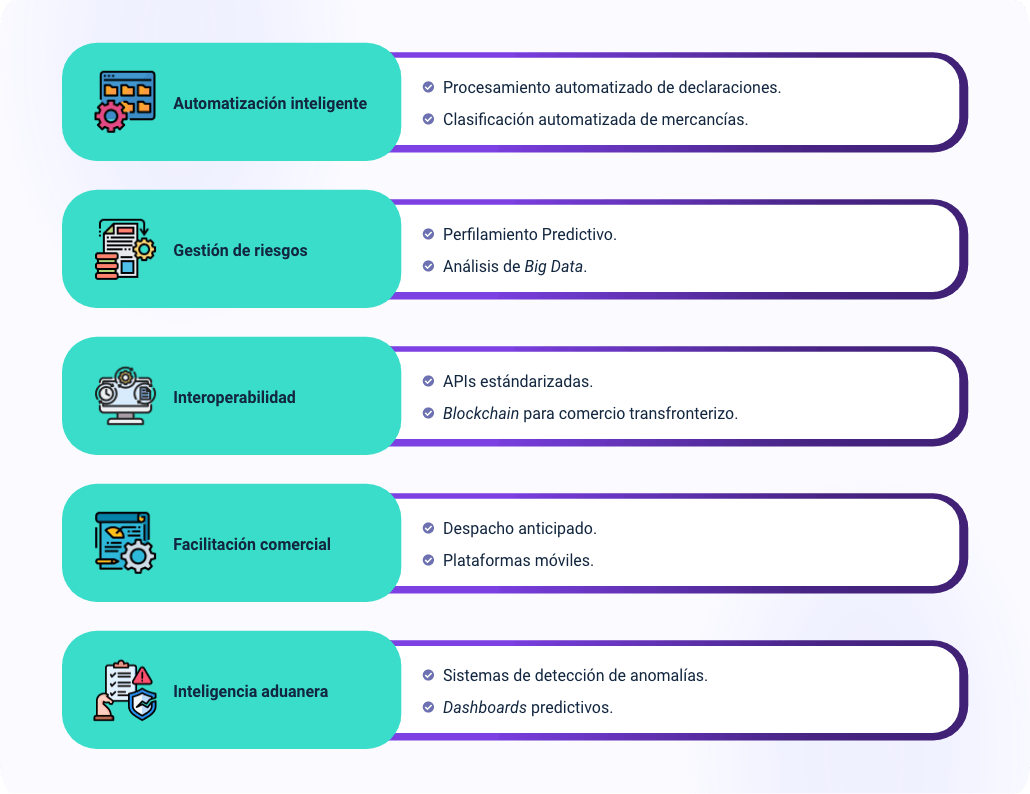 Automatización inteligente
Procesamiento automatizado de declaraciones.
Clasificación automatizada de mercancías.
Gestión de riesgos
Perfilamiento Predictivo.
Análisis de Big Data.
Interoperabilidad
APIs estándarizadas.
Blockchain para comercio transfronterizo.
Facilitación comercial
Despacho anticipado.
Plataformas móviles.
Inteligencia aduanera
Sistemas de detección de anomalías.
Dashboards predictivos.